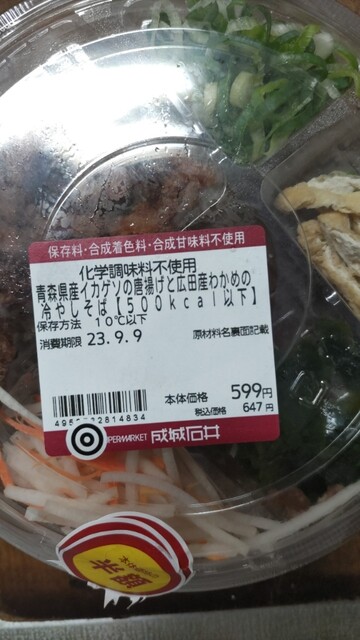 保存料・合成着色料・合成甘味料不使用
化学調味料不使用
青森県産イカゲソの唐揚げと広田産わかめの
冷やしそば【500kcal以下】
保存方法 10℃以下
消費期限 23.9.9 原材料名裏面記載
本体価格 599円
税込価格 647円
SUPERMARKET 成城石井
半額